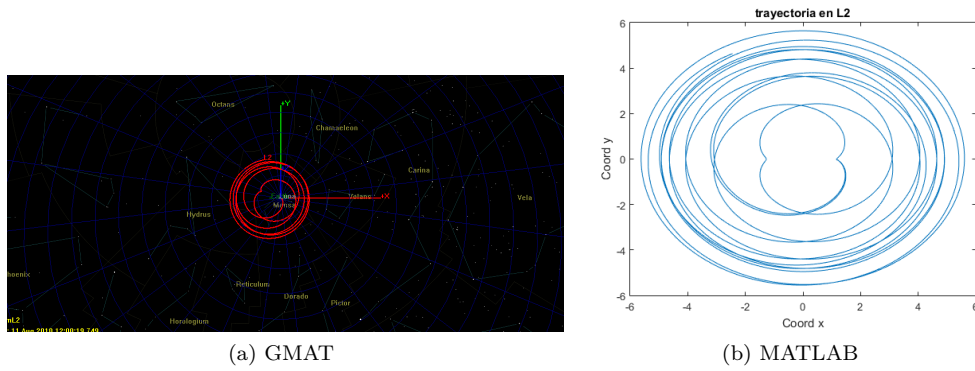 Octans
+Y
Chamaeleon
L2
Carina
Volans
+X
Vela
Mensa
Hydrus
Reticulum
Dorado
Pictor
Horologium
11 Aug 2010 12:00:19.749
(a) GMAT
trayectoria en L2
Coord y
6
4
2
0
-2
-4
-6
-6
-4
-2
0
2
4
6
Coord x
(b) MATLAB